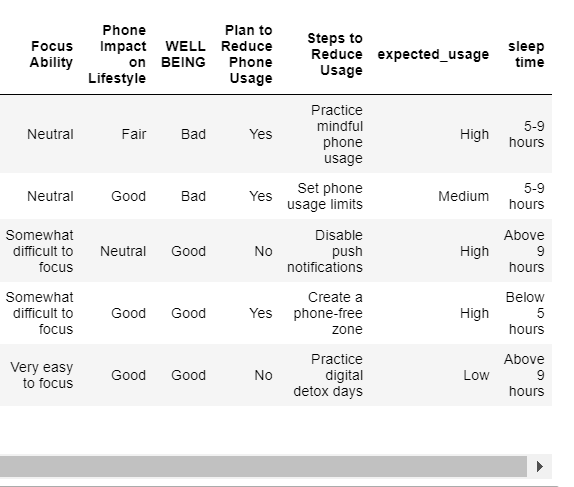 Focus Ability	Phone Impact on Lifestyle	WELL BEING	Plan to Reduce Phone Usage	Steps to Reduce Usage	expected_usage	sleep time
Neutral	Fair	Bad	Yes	Practice mindful phone usage	High	5-9 hours
Neutral	Good	Bad	Yes	Set phone usage limits	Medium	5-9 hours
Somewhat difficult to focus	Neutral	Good	No	Disable push notifications	High	Above 9 hours
Somewhat difficult to focus	Good	Good	Yes	Create a phone-free zone	High	Below 5 hours
Very easy to focus	Good	Good	No	Practice digital detox days	Low	Above 9 hours